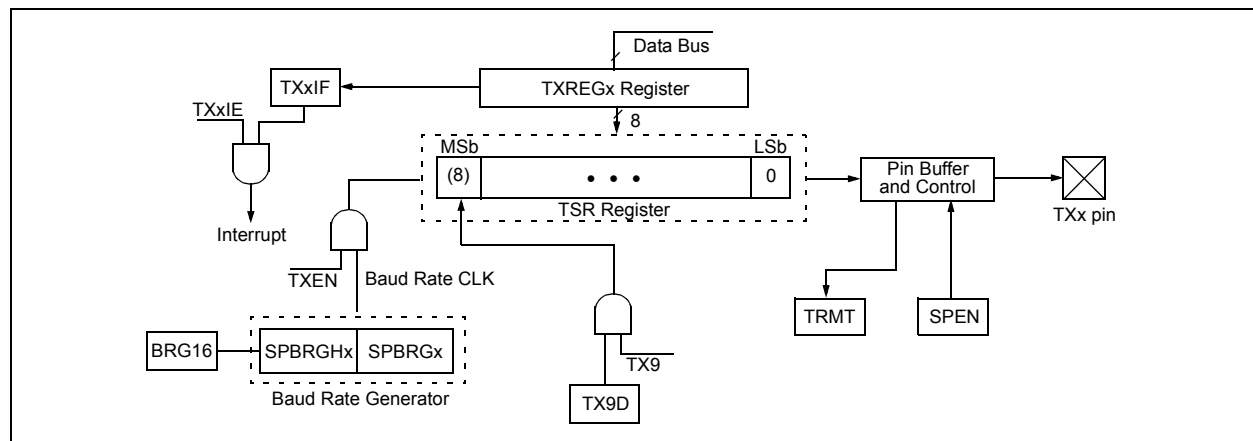 Data Bus
TXREGx Register
TXxIF
TXxIE
8
MSb
LSb
(8)
• • •
0
TSR Register
Pin Buffer
and Control
TXx pin
Interrupt
TXEN
Baud Rate CLK
TRMT
SPEN
BRG16
SPBRGHx
SPBRGx
TX9
Baud Rate Generator
TX9D